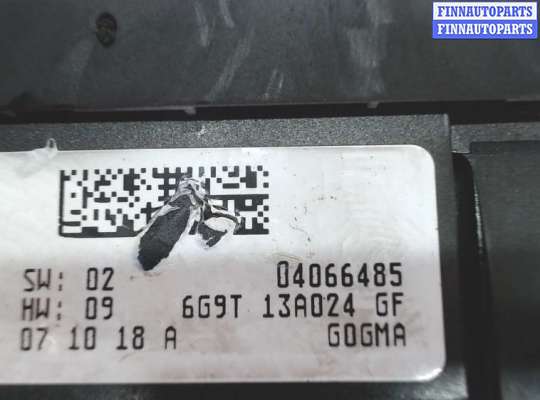 FINNAUTOPARTS
FINNAUTOPARTS
SW: 02 04066485
HW: 09 6G9T 13A024 GF
07 10 18 A GOGMA